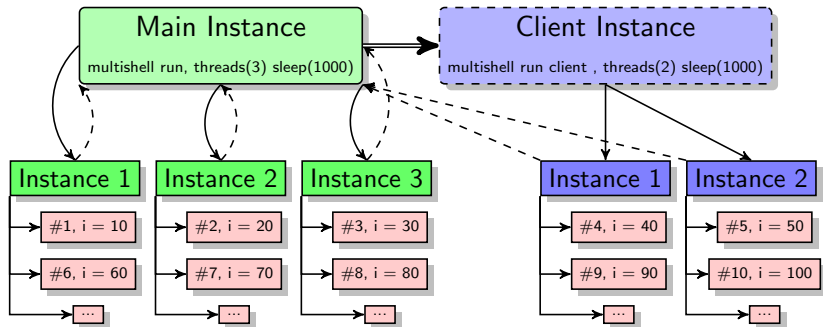 Main Instance
multishell run, threads(3) sleep(1000)
Client Instance
multishell run client , threads(2) sleep(1000)
Instance 1
Instance 2
Instance 3
Instance 1
Instance 2
#1, i = 10
#2, i = 20
#3, i = 30
#4, i = 40
#5, i = 50
#6, i = 60
#7, i = 70
#8, i = 80
#9, i = 90
#10, i = 100
...
...
...
...
...